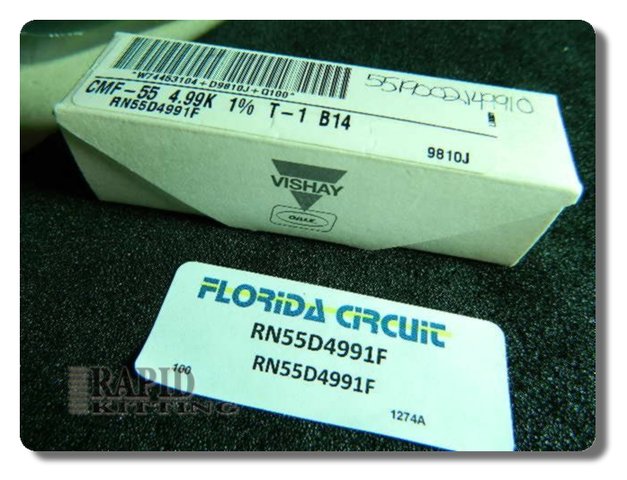 "W74453104+D9810J+Q100"
CMF-55 4.99K 1% T-1 B14
RN55D4991F
9810J
VISHAY
DALE
FLORIDA CIRCUIT
RN55D4991F
RN55D4991F
100
1274A
RAPID
KITTING